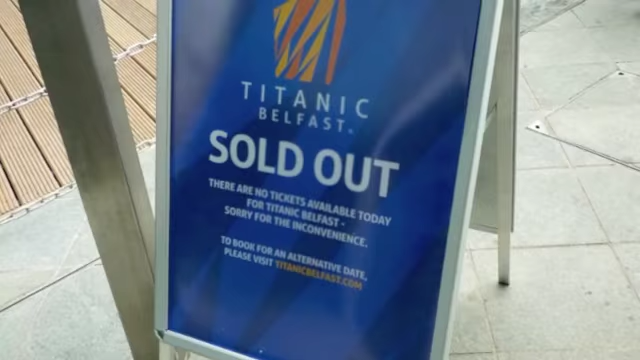 TITANIC
BELFAST®
SOLD OUT
THERE ARE NO TICKETS AVAILABLE TODAY
FOR TITANIC BELFAST -
SORRY FOR THE INCONVENIENCE.
TO BOOK FOR AN ALTERNATIVE DATE,
PLEASE VISIT TITANICBELFAST.COM